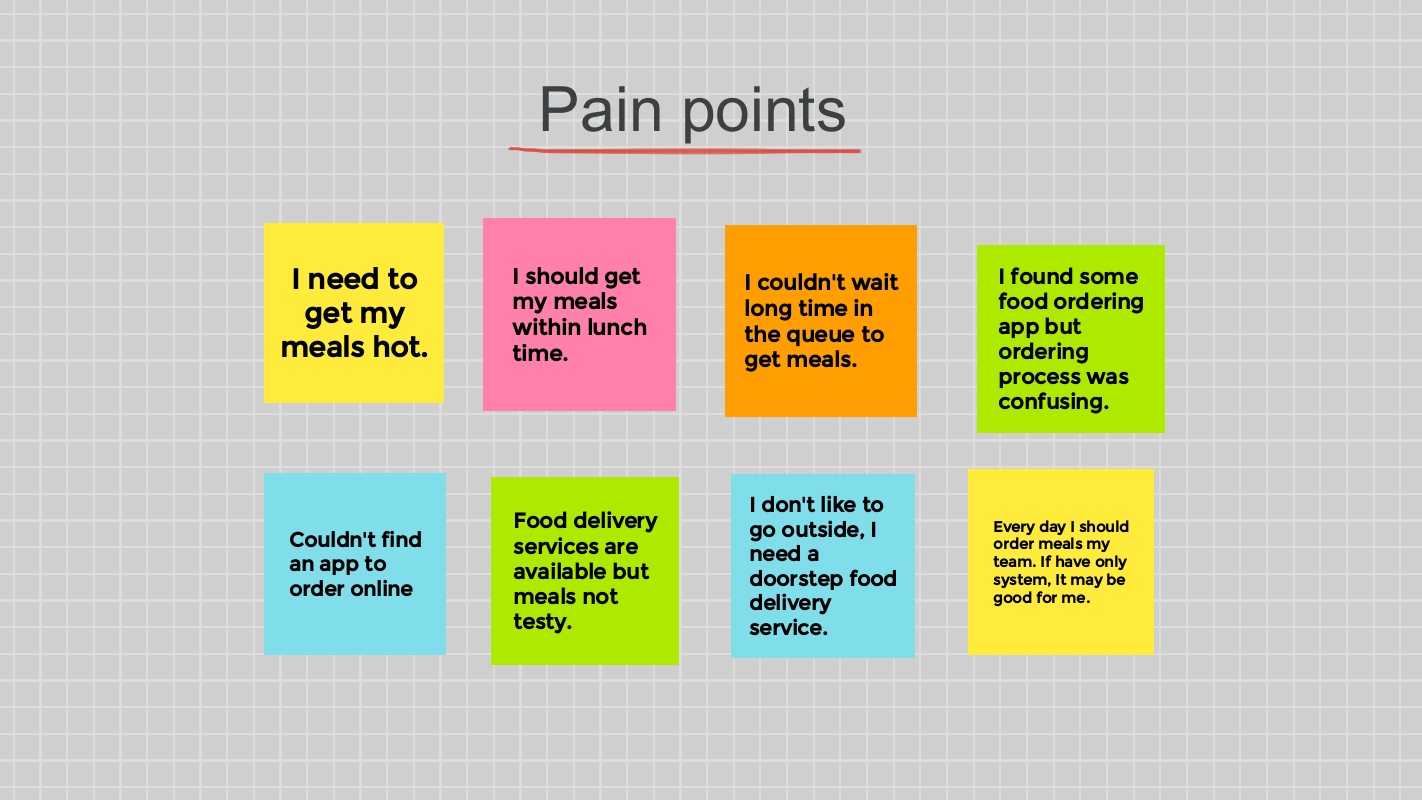 Pain points
I need to
get my
meals hot.
I should get
my meals
within lunch
time.
I couldn't wait
long time in
the queue to
get meals.
I found some
food ordering
app but
ordering
process was
confusing.
Couldn't find
an app to
order online
Food delivery
services are
available but
meals not
testy.
I don't like to
go outside, I
need a
doorstep food
delivery
service.
Every day I should
order meals my
team. If have only
system, It may be
good for me.